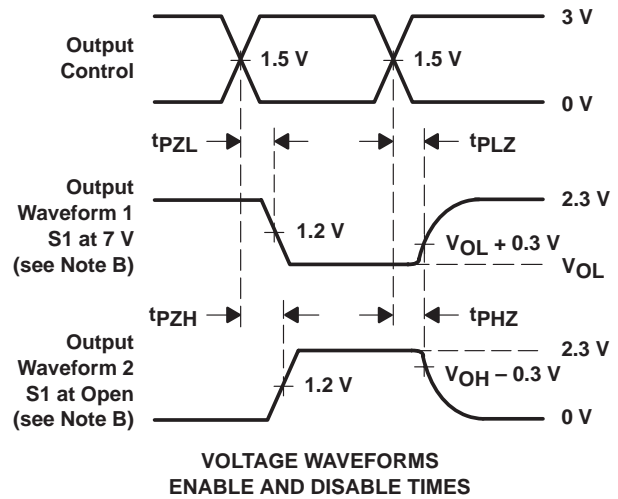 3 V
Output
Control
1.5 V
1.5 V
0 V
tPZL
tPLZ
Output
Waveform 1
S1 at 7 V
(see Note B)
2.3 V
1.2 V
VOL + 0.3 V
VOL
tPZH
tPHZ
Output
Waveform 2
S1 at Open
(see Note B)
2.3 V
1.2 V
VOH – 0.3 V
0 V
VOLTAGE WAVEFORMS
ENABLE AND DISABLE TIMES